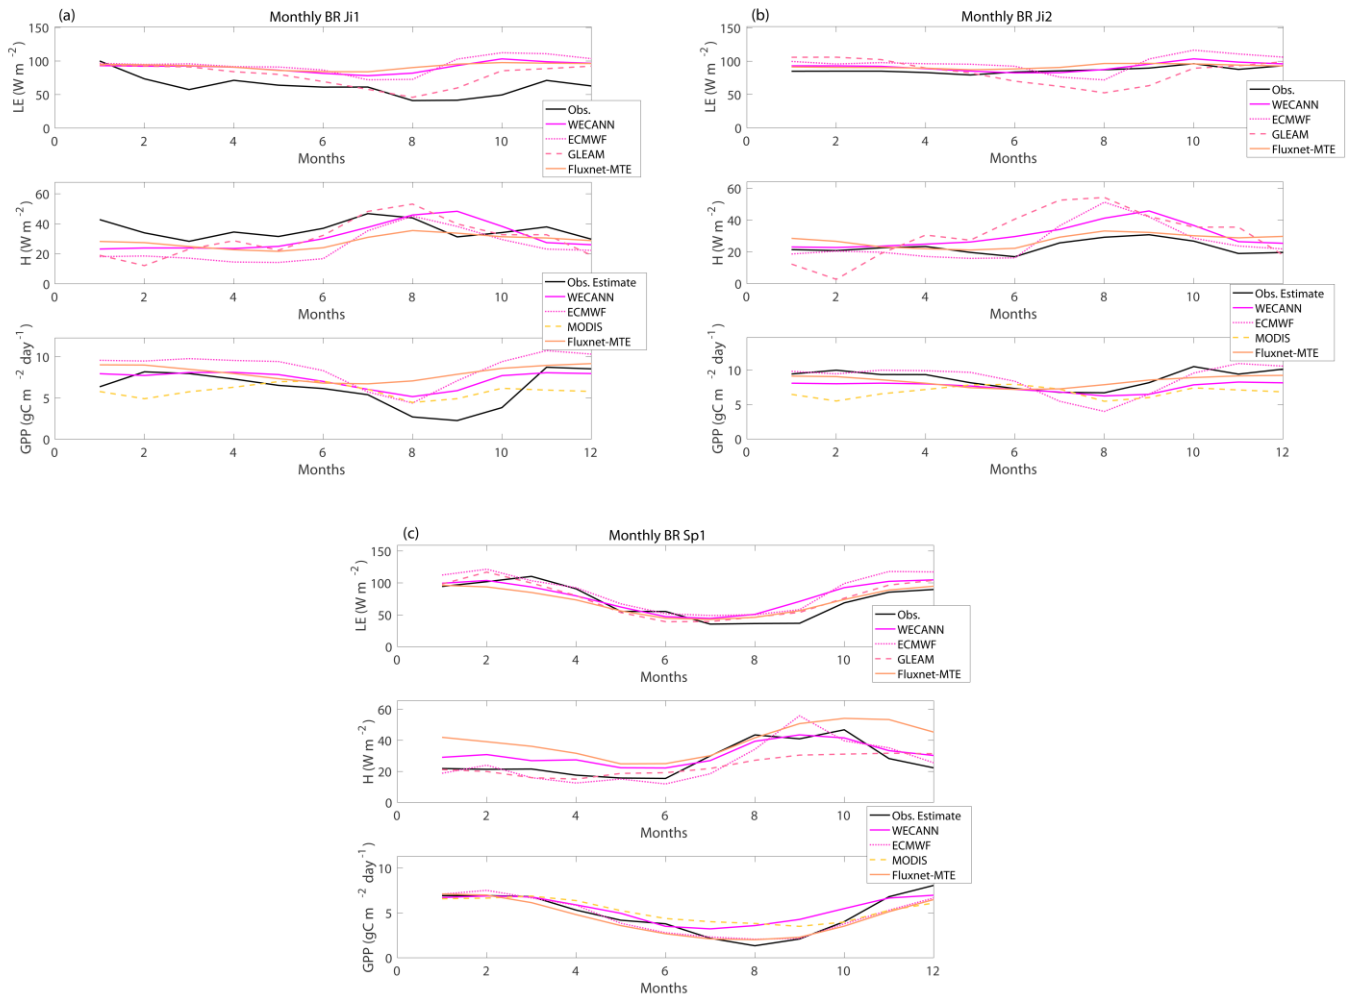 (a)
Monthly BR Ji1
150
100
50
0
LE (W m −2)
0 2 4 6 8 10 12
Months
Obs.
WECANN
ECMWF
GLEAM
Fluxnet-MTE
60
40
20
0
H (W m −2)
0 2 4 6 8 10 12
Months
Obs. Estimate
WECANN
ECMWF
MODIS
Fluxnet-MTE
10
5
0
GPP (gC m −2 day −1)
0 2 4 6 8 10 12
Months
(b)
Monthly BR Ji2
150
100
50
0
LE (W m −2)
0 2 4 6 8 10
Months
Obs.
WECANN
ECMWF
GLEAM
Fluxnet-MTE
60
40
20
0
H (W m −2)
0 2 4 6 8 10 12
Months
Obs. Estimate
WECANN
ECMWF
MODIS
Fluxnet-MTE
10
5
0
GPP (gC m −2 day −1)
0 2 4 6 8 10 12
Months
(c)
Monthly BR Sp1
150
100
50
0
LE (W m −2)
0 2 4 6 8 10
Months
Obs.
WECANN
ECMWF
GLEAM
Fluxnet-MTE
60
40
20
0
H (W m −2)
0 2 4 6 8 10 12
Months
Obs. Estimate
WECANN
ECMWF
MODIS
Fluxnet-MTE
10
5
0
GPP (gC m −2 day −1)
0 2 4 6 8 10 12
Months